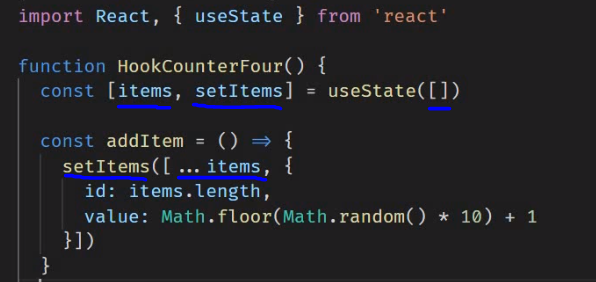 import React, { useState } from 'react'
function HookCounterFour() {
const [items, setItems] = useState([])
const addItem = () => {
setItems([ ...items, {
id: items.length,
value: Math.floor(Math.random() * 10) + 1
}])
}